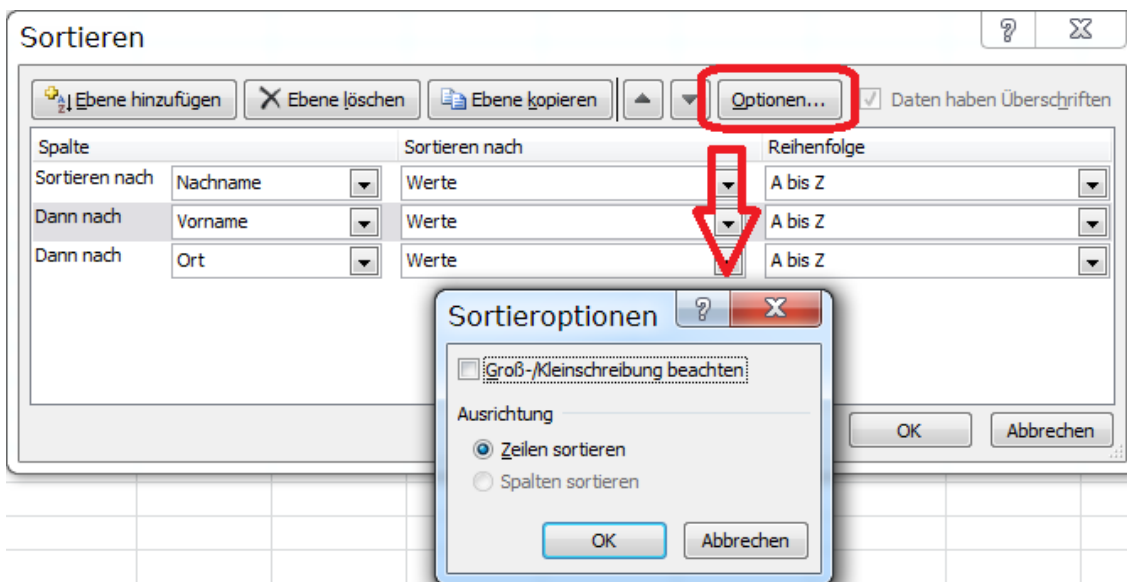 Sortieren
Ebene hinzufügen Ebene löschen Ebene kopieren Optionen... Daten haben Überschriften
Spalte Sortieren nach Reihenfolge
Sortieren nach Nachname Werte A bis Z
Dann nach Vorname Werte A bis Z
Dann nach Ort Werte A bis Z
Sortieroptionen
Groß-/Kleinschreibung beachten
Ausrichtung
Zeilen sortieren
Spalten sortieren
OK Abbrechen
OK Abbrechen